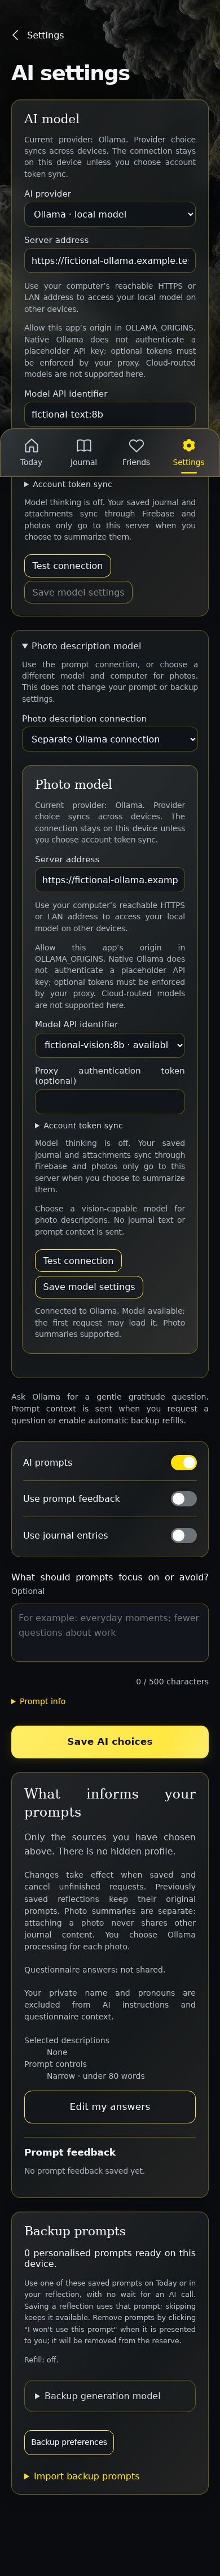 Settings
AI settings
AI model
Current provider: Ollama. Provider choice
syncs across devices. The connection stays
on this device unless you choose account
token sync.
AI provider
Ollama · local model
Server address
https://fictional-ollama.example.te
Use your computer's reachable HTTPS
or LAN address to access your local model
on other devices.
Allow this app's origin in OLLAMA_ORIGINS.
Native Ollama does not authenticate a
placeholder API key; optional tokens must
be enforced by your proxy. Cloud-routed
models are not supported here.
Model API identifier
fictional-text:8b
Today
Journal
Friends
Settings
▸ Account token sync
Model thinking is off. Your saved journal and
attachments sync through Firebase and
photos only go to this server when you
choose to summarize them.
Test connection
Save model settings
▾ Photo description model
Use the prompt connection, or choose a
different model and computer for photos.
This does not change your prompt or backup
settings.
Photo description connection
Separate Ollama connection
Photo model
Current provider: Ollama. Provider
choice syncs across devices. The
connection stays on this device unless
you choose account token sync.
Server address
https://fictional-ollama.examp
Use your computer's reachable HTTPS
or LAN address to access your local
model on other devices.
Allow this app's origin in
OLLAMA_ORIGINS. Native Ollama does
not authenticate a placeholder API
key; optional tokens must be enforced
by your proxy. Cloud-routed models
are not supported here.
Model API identifier
fictional-vision:8b · availabl
Proxy authentication token
(optional)
▸ Account token sync
Model thinking is off. Your saved
journal and attachments sync through
Firebase and photos only go to this
server when you choose to summarize
them.
Choose a vision-capable model for
photo descriptions. No journal text or
prompt context is sent.
Test connection
Save model settings
Connected to Ollama. Model available;
the first request may load it. Photo
summaries supported.
Ask Ollama for a gentle gratitude question.
Prompt context is sent when you request a
question or enable automatic backup refills.
AI prompts
Use prompt feedback
Use journal entries
What should prompts focus on or avoid?
Optional
For example: everyday moments; fewer
questions about work
0 / 500 characters
▸ Prompt info
Save AI choices
What informs your
prompts
Only the sources you have chosen
above. There is no hidden profile.
Changes take effect when saved and
cancel unfinished requests. Previously
saved reflections keep their original
prompts. Photo summaries are separate:
attaching a photo never shares other
journal content. You choose Ollama
processing for each photo.
Questionnaire answers: not shared.
Your private name and pronouns are
excluded from AI instructions and
questionnaire context.
Selected descriptions
None
Prompt controls
Narrow · under 80 words
Edit my answers
Prompt feedback
No prompt feedback saved yet.
Backup prompts
0 personalised prompts ready on this
device.
Use one of these saved prompts on Today or in
your reflection, with no wait for an AI call.
Saving a reflection uses that prompt; skipping
keeps it available. Remove prompts by clicking
"I won't use this prompt" when it is presented
to you; it will be removed from the reserve.
Refill: off.
▸ Backup generation model
Backup preferences
▸ Import backup prompts